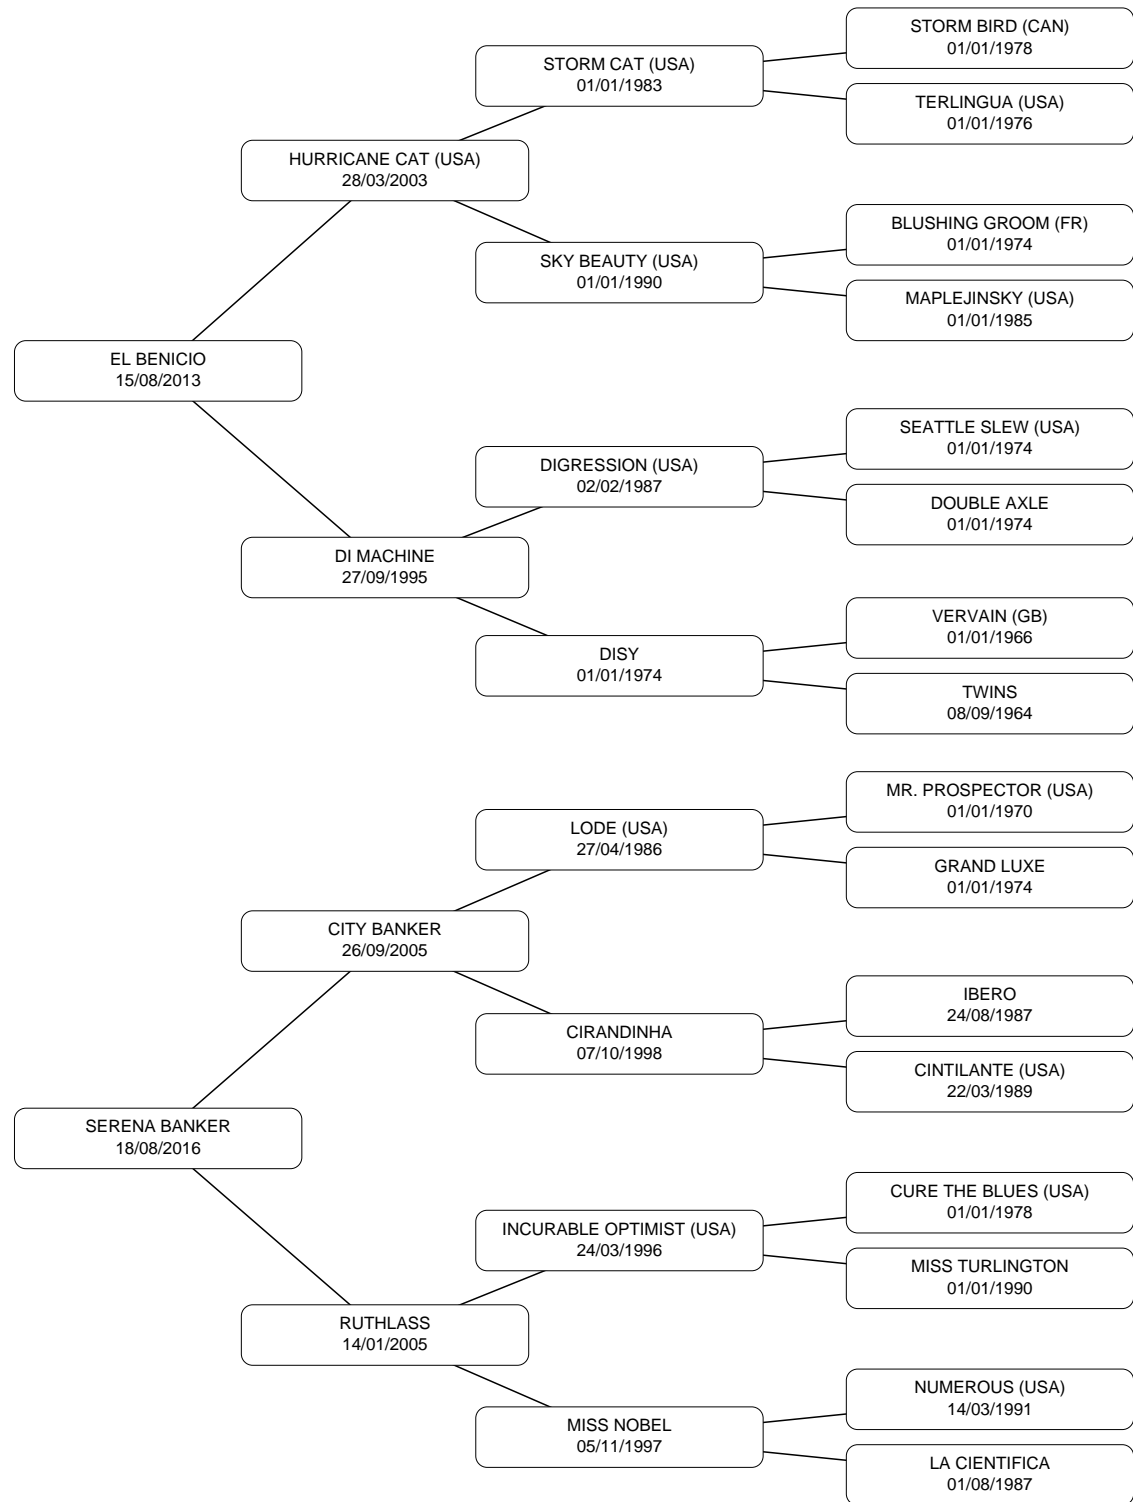 STORM BIRD (CAN)
01/01/1978
STORM CAT (USA)
01/01/1983
TERLINGUA (USA)
01/01/1976
HURRICANE CAT (USA)
28/03/2003
BLUSHING GROOM (FR)
01/01/1974
SKY BEAUTY (USA)
01/01/1990
MAPLEJINSKY (USA)
01/01/1985
EL BENICIO
15/08/2013
SEATTLE SLEW (USA)
01/01/1974
DIGRESSION (USA)
02/02/1987
DOUBLE AXLE
01/01/1974
DI MACHINE
27/09/1995
VERVAIN (GB)
01/01/1966
DISY
01/01/1974
TWINS
08/09/1964
MR. PROSPECTOR (USA)
01/01/1970
LODE (USA)
27/04/1986
GRAND LUXE
01/01/1974
CITY BANKER
26/09/2005
IBERO
24/08/1987
CIRANDINHA
07/10/1998
CINTILANTE (USA)
22/03/1989
SERENA BANKER
18/08/2016
CURE THE BLUES (USA)
01/01/1978
INCURABLE OPTIMIST (USA)
24/03/1996
MISS TURLINGTON
01/01/1990
RUTHLASS
14/01/2005
NUMEROUS (USA)
14/03/1991
MISS NOBEL
05/11/1997
LA CIENTIFICA
01/08/1987